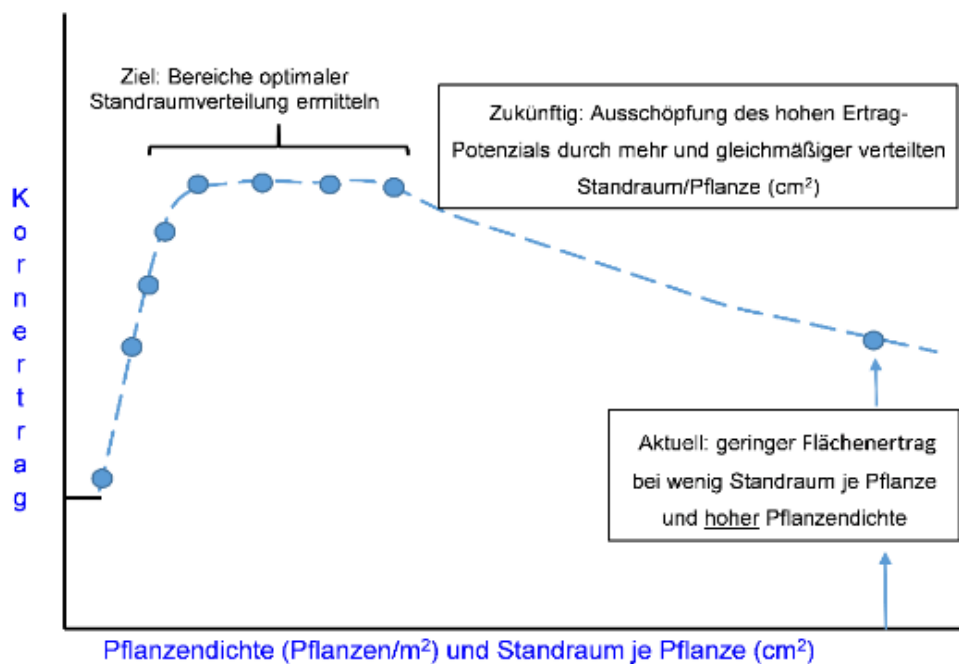 Ziel: Bereiche optimaler
Standraumverteilung ermitteln
Zukünftig: Ausschöpfung des hohen Ertrag-
Potenzials durch mehr und gleichmäßiger verteilten
Standraum/Pflanze (cm²)
Kornertrag
Aktuell: geringer Flächenertrag
bei wenig Standraum je Pflanze
und hoher Pflanzendichte
Pflanzendichte (Pflanzen/m²) und Standraum je Pflanze (cm²)